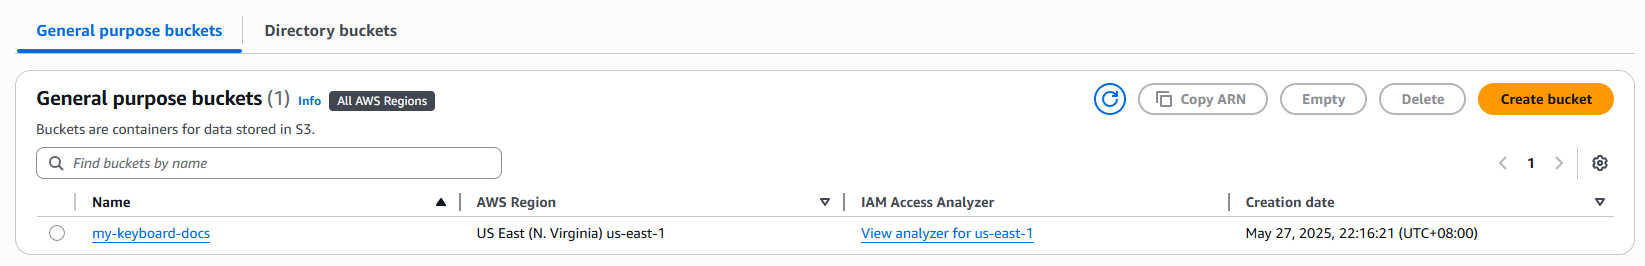 General purpose buckets Directory buckets
General purpose buckets (1) Info All AWS Regions Copy ARN Empty Delete Create bucket
Buckets are containers for data stored in S3.
Find buckets by name 1
Name AWS Region IAM Access Analyzer Creation date
my-keyboard-docs US East (N. Virginia) us-east-1 View analyzer for us-east-1 May 27, 2025, 22:16:21 (UTC+08:00)